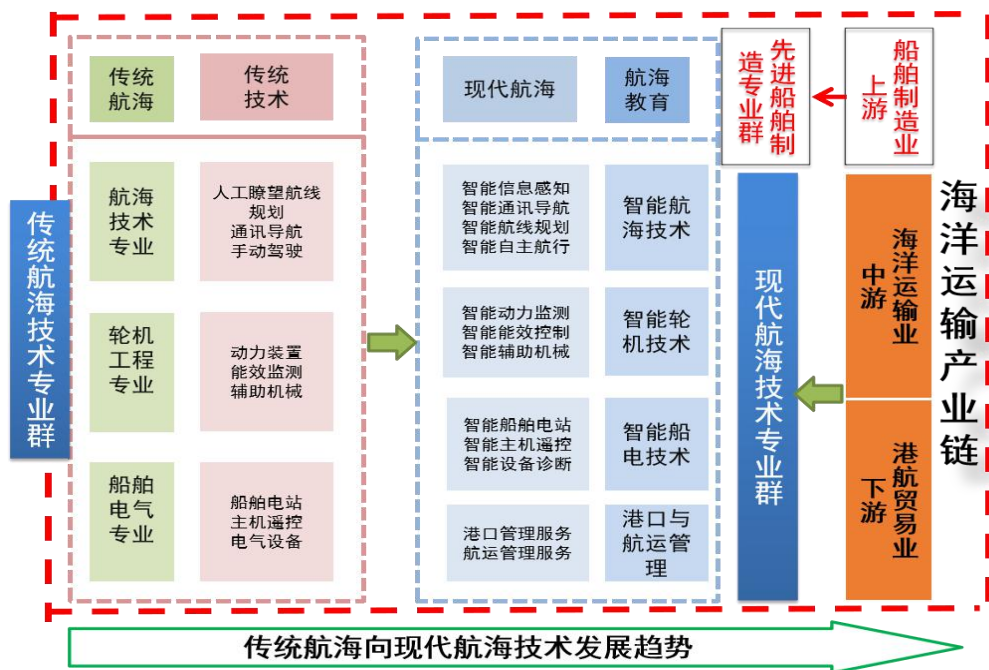 传统航海技术专业群
传统
航海
传统
技术
航海
技术
专业
人工瞭望航线
规划
通讯导航
手动驾驶
轮机
工程
专业
动力装置
能效监测
辅助机械
船舶
电气
专业
船舶电站
主机遥控
电气设备
现代航海
航海
教育
智能信息感知
智能通讯导航
智能航线规划
智能自主航行
智能航
海技术
智能动力监测
智能能效控制
智能辅助机械
智能轮
机技术
智能船舶电站
智能主机遥控
智能设备诊断
智能船
电技术
港口管理服务
航运管理服务
港口与
航运管
理
先进船舶制
造专业群
船舶制造业
上游
现代航海技术专业群
海洋运输业
中游
港航贸易业
下游
海洋运输产业链
传统航海向现代航海技术发展趋势